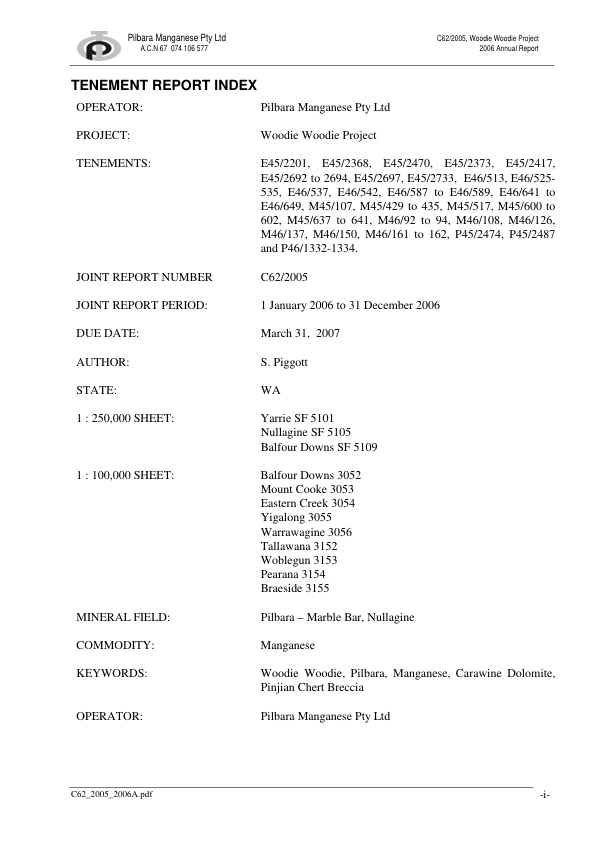 Pilbara Manganese Pty Ltd
A.C.N 67 074 106 577
C62/2005, Woodie Woodie Project
2006 Annual Report
TENEMENT REPORT INDEX
OPERATOR: Pilbara Manganese Pty Ltd
PROJECT: Woodie Woodie Project
TENEMENTS: E45/2201, E45/2368, E45/2470, E45/2373, E45/2417,
E45/2692 to 2694, E45/2697, E45/2733, E46/513, E46/525-
535, E46/537, E46/542, E46/587 to E46/589, E46/641 to
E46/649, M45/107, M45/429 to 435, M45/517, M45/600 to
602, M45/637 to 641, M46/92 to 94, M46/108, M46/126,
M46/137, M46/150, M46/161 to 162, P45/2474, P45/2487
and P46/1332-1334.
JOINT REPORT NUMBER C62/2005
JOINT REPORT PERIOD: 1 January 2006 to 31 December 2006
DUE DATE: March 31, 2007
AUTHOR: S. Piggott
STATE: WA
1 : 250,000 SHEET: Yarrie SF 5101
Nullagine SF 5105
Balfour Downs SF 5109
1 : 100,000 SHEET: Balfour Downs 3052
Mount Cooke 3053
Eastern Creek 3054
Yigalong 3055
Warrawagine 3056
Tallawana 3152
Woblegun 3153
Pearana 3154
Braeside 3155
MINERAL FIELD: Pilbara – Marble Bar, Nullagine
COMMODITY: Manganese
KEYWORDS: Woodie Woodie, Pilbara, Manganese, Carawine Dolomite,
Pinjian Chert Breccia
OPERATOR: Pilbara Manganese Pty Ltd
C62_2005_2006A.pdf -i-